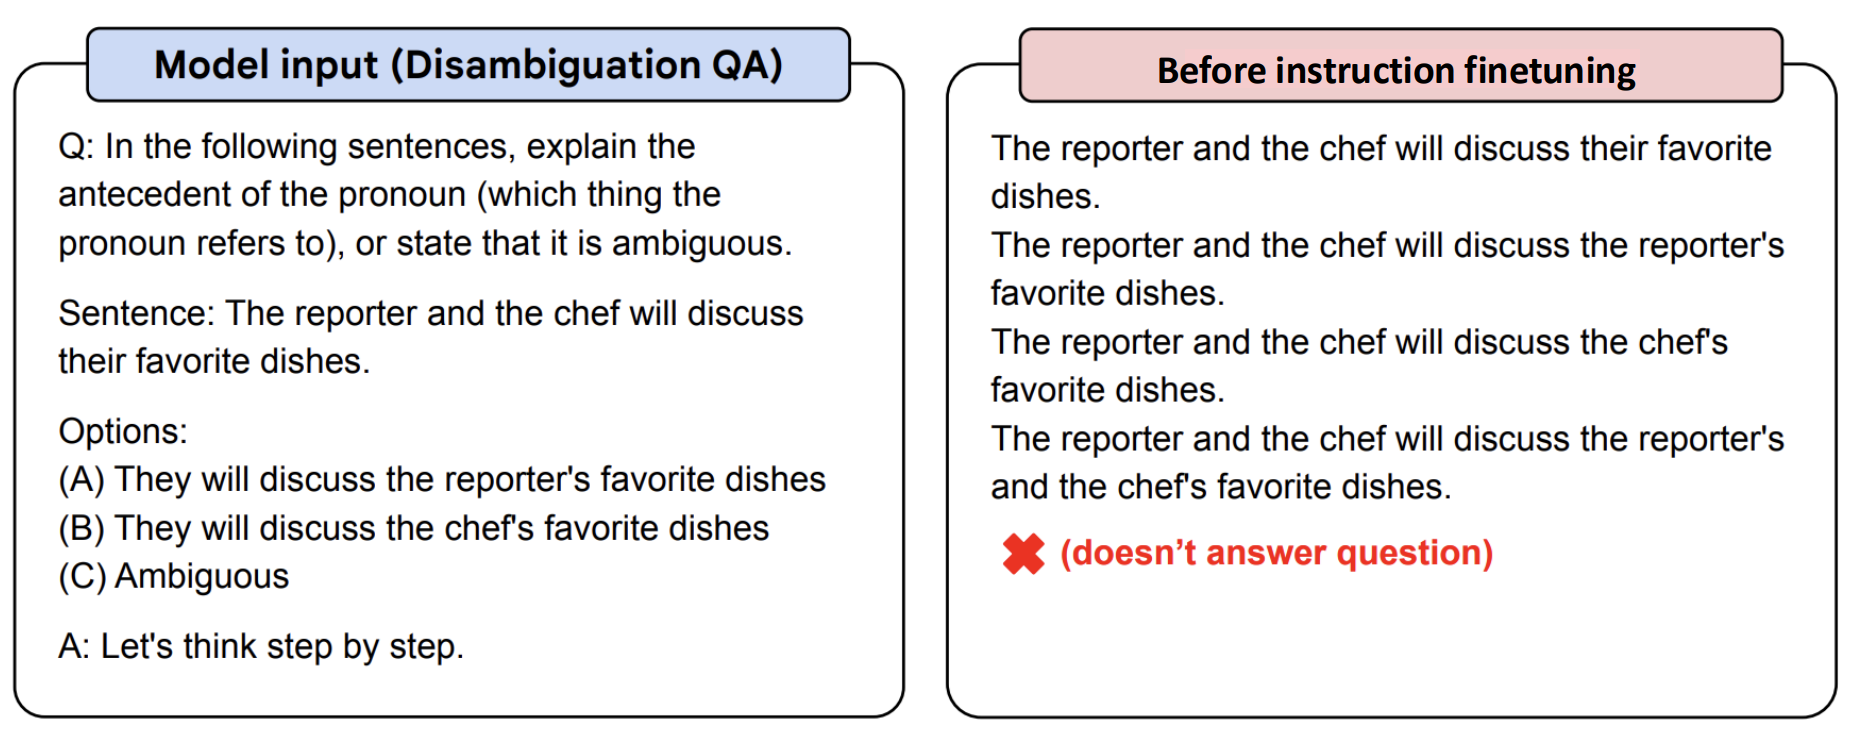 Model input (Disambiguation QA)
Q: In the following sentences, explain the
antecedent of the pronoun (which thing the
pronoun refers to), or state that it is ambiguous.
Sentence: The reporter and the chef will discuss
their favorite dishes.
Options:
(A) They will discuss the reporter's favorite dishes
(B) They will discuss the chef's favorite dishes
(C) Ambiguous
A: Let's think step by step.
Before instruction finetuning
The reporter and the chef will discuss their favorite
dishes.
The reporter and the chef will discuss the reporter's
favorite dishes.
The reporter and the chef will discuss the chef's
favorite dishes.
The reporter and the chef will discuss the reporter's
and the chef's favorite dishes.
(doesn’t answer question)